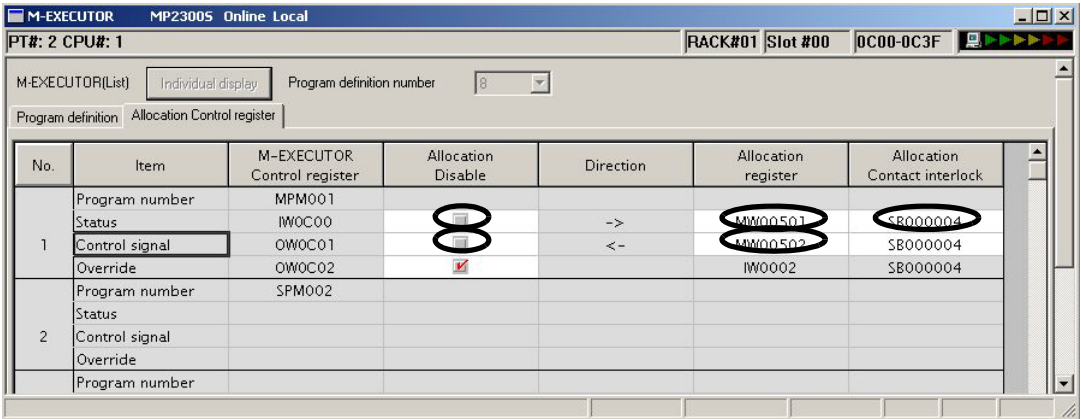 M-EXECUTOR MP2300S Online Local
PT#: 2 CPU#: 1 RACK#01 Slot #00 0C00-0C3F
M-EXECUTOR(List) Individual display Program definition number 8
Program definition Allocation Control register
No. Item M-EXECUTOR Control register Allocation Disable Direction Allocation register Allocation Contact interlock
Program number MPM001
Status IW0C00 -> MW00501 SB000004
1 Control signal OW0C01 <- MW00502 SB000004
Override OW0C02 IW0002 SB000004
Program number SPM002
Status
2 Control signal
Override
Program number